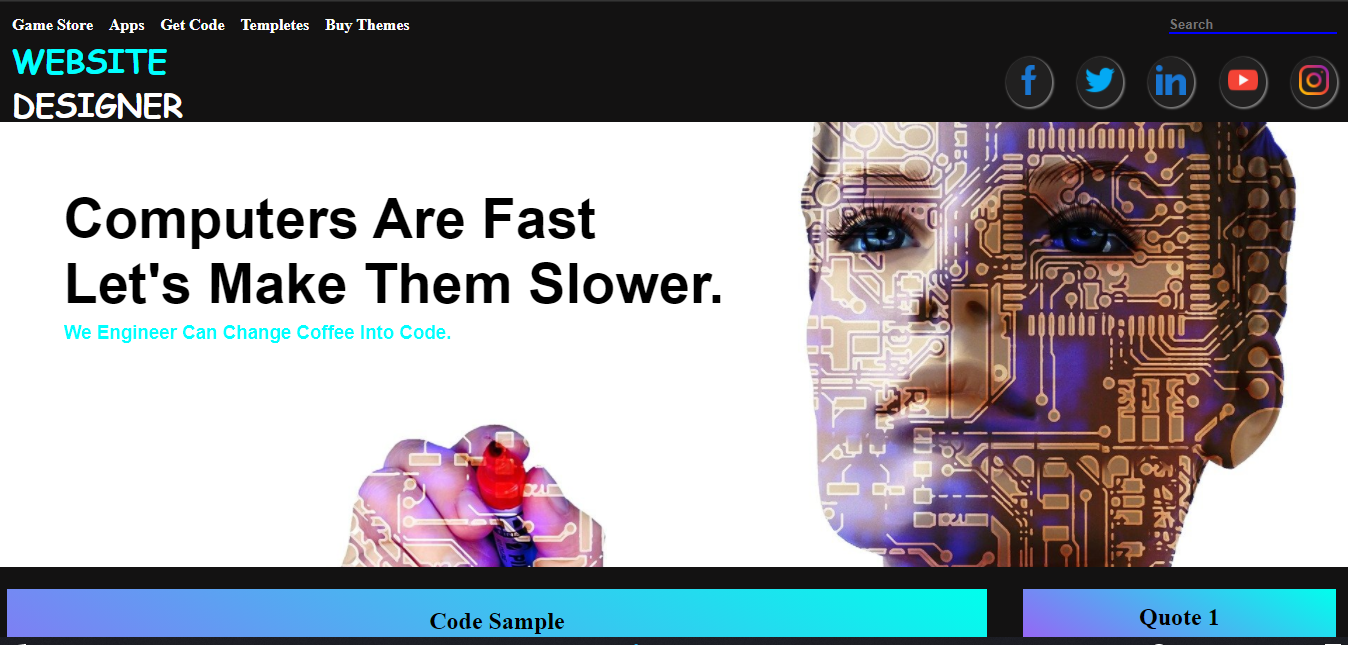 Game Store Apps Get Code Templetes Buy Themes Search
WEBSITE
DESIGNER
Computers Are Fast
Let's Make Them Slower.
We Engineer Can Change Coffee Into Code.
Code Sample
Quote 1